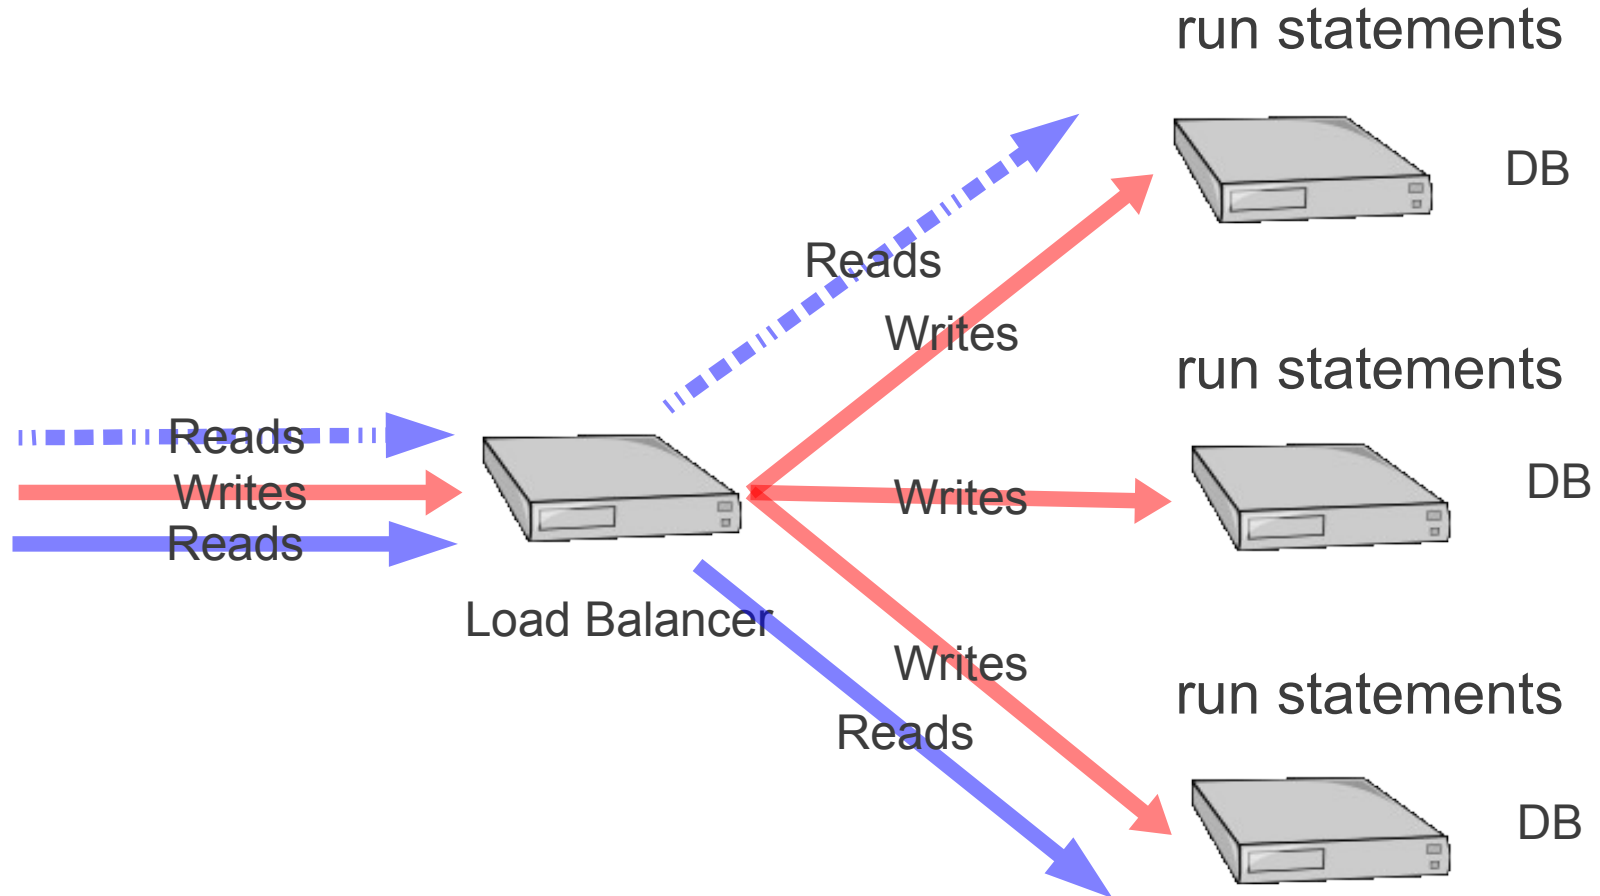 run statements
DB
Reads
Writes
run statements
Reads
Writes
Reads
Writes
DB
Load Balancer
Writes
Reads
run statements
DB